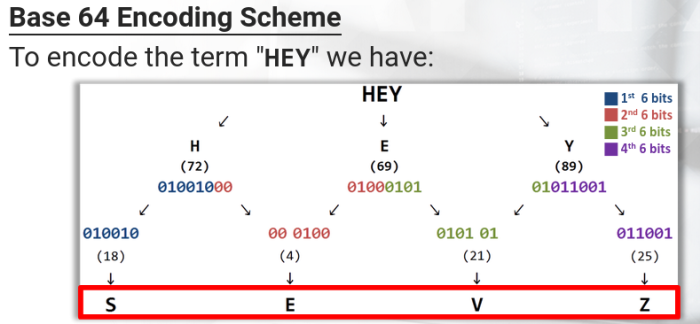 Base 64 Encoding Scheme
To encode the term "HEY" we have:
HEY
1st 6 bits
2nd 6 bits
3rd 6 bits
4th 6 bits
↙ ↓ ↘
H E Y
(72) (69) (89)
01001000 01000101 01011001
↙ ↘ ↙ ↘ ↙ ↘
010010 00 0100 0101 01 011001
(18) (4) (21) (25)
↓ ↓ ↓ ↓
S E V Z